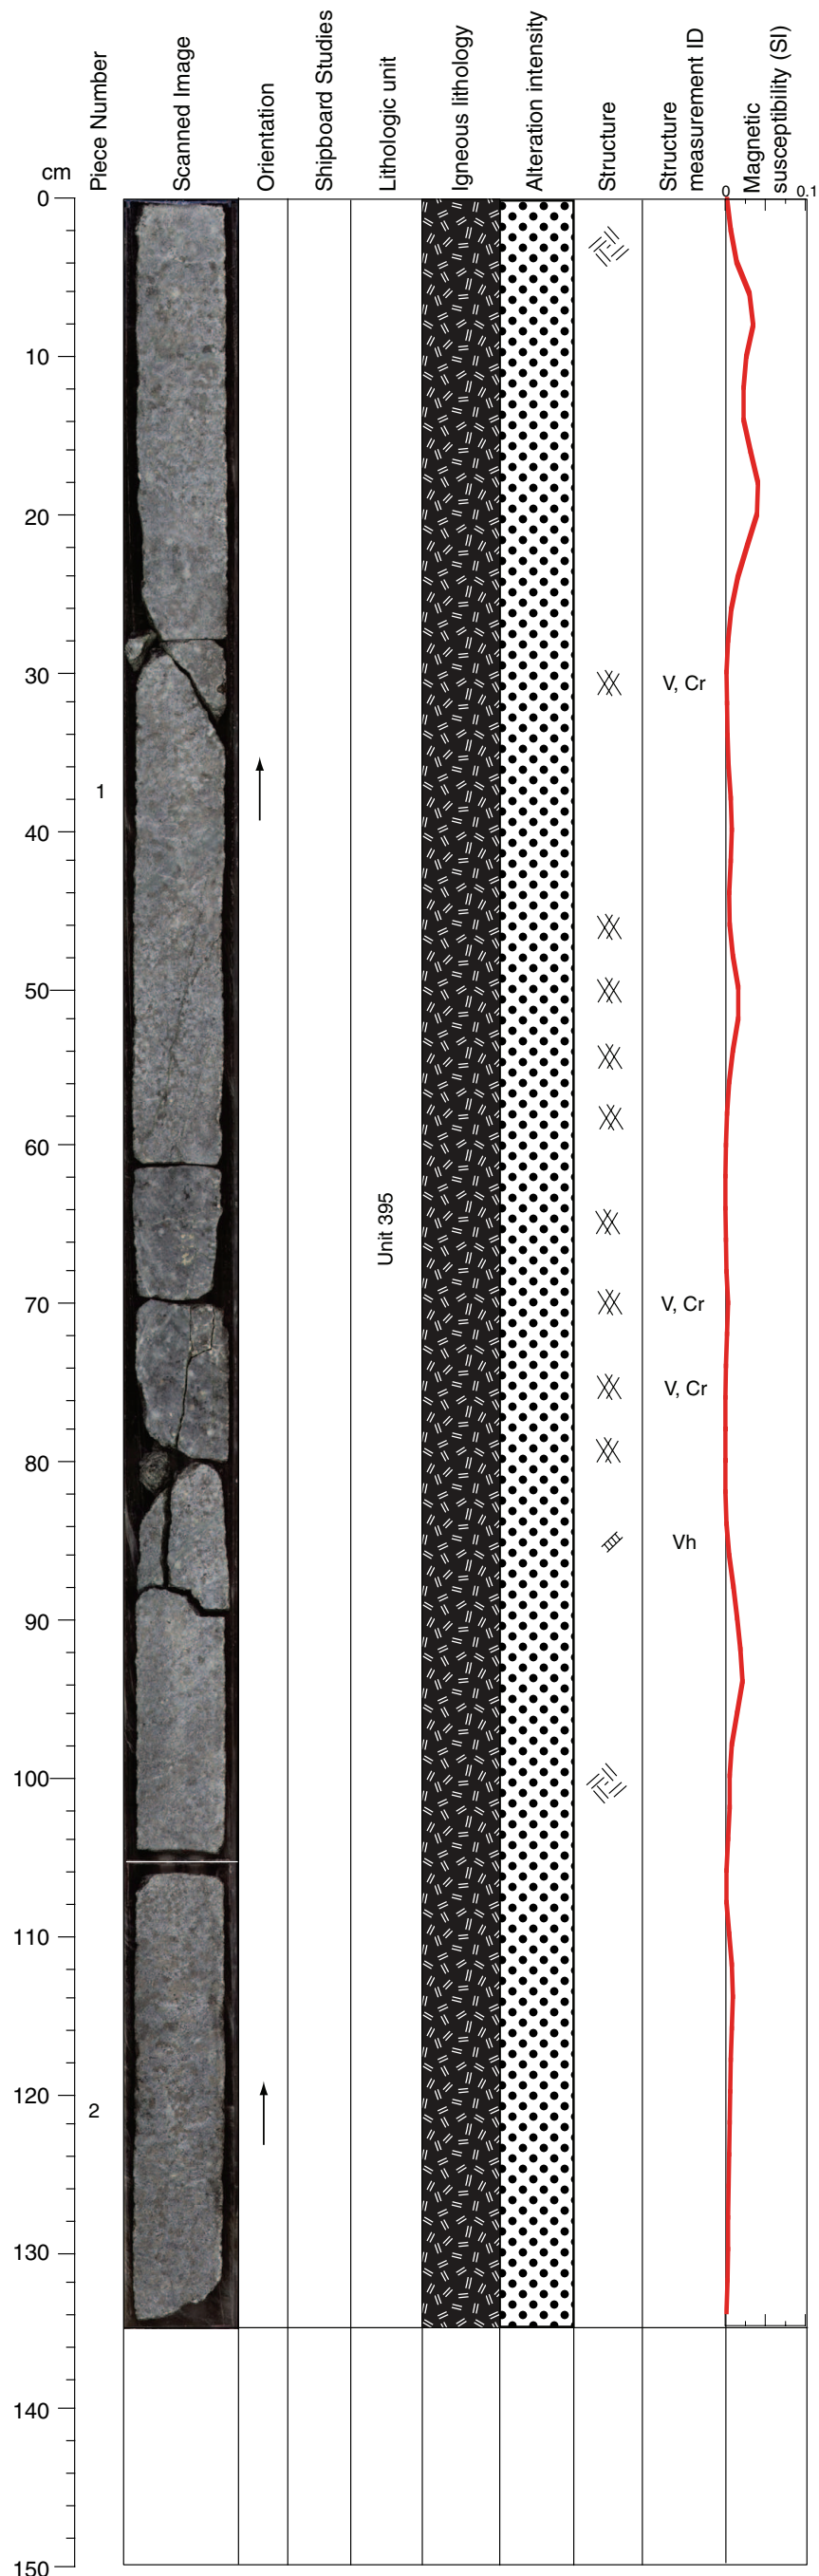 cm
Piece Number
Scanned Image
Orientation
Shipboard Studies
Lithologic unit
Igneous lithology
Alteration intensity
Structure
Structure
measurement ID
Magnetic
susceptibility (SI)
0
0.1
0
10
20
30
V, Cr
1
40
50
60
Unit 395
70
V, Cr
V, Cr
80
Vh
90
100
110
120
2
130
140
150